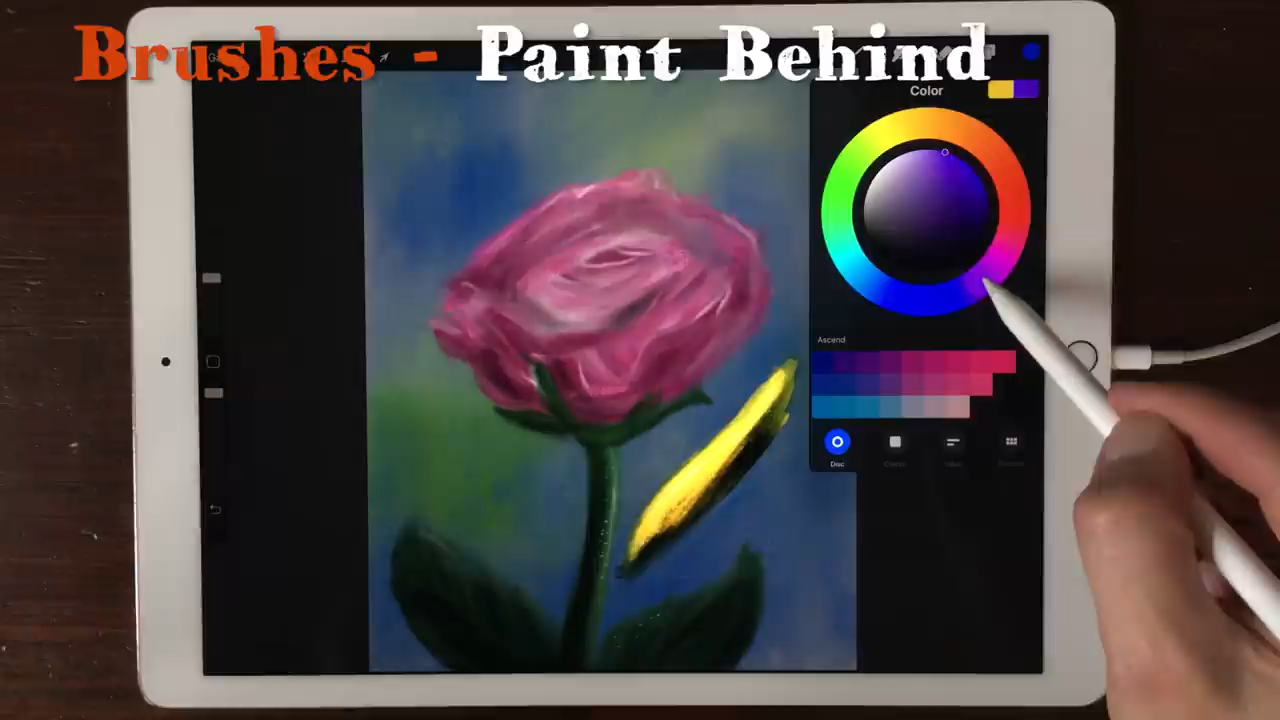 Brushes - Paint Behind
Color
Ascend
Disc